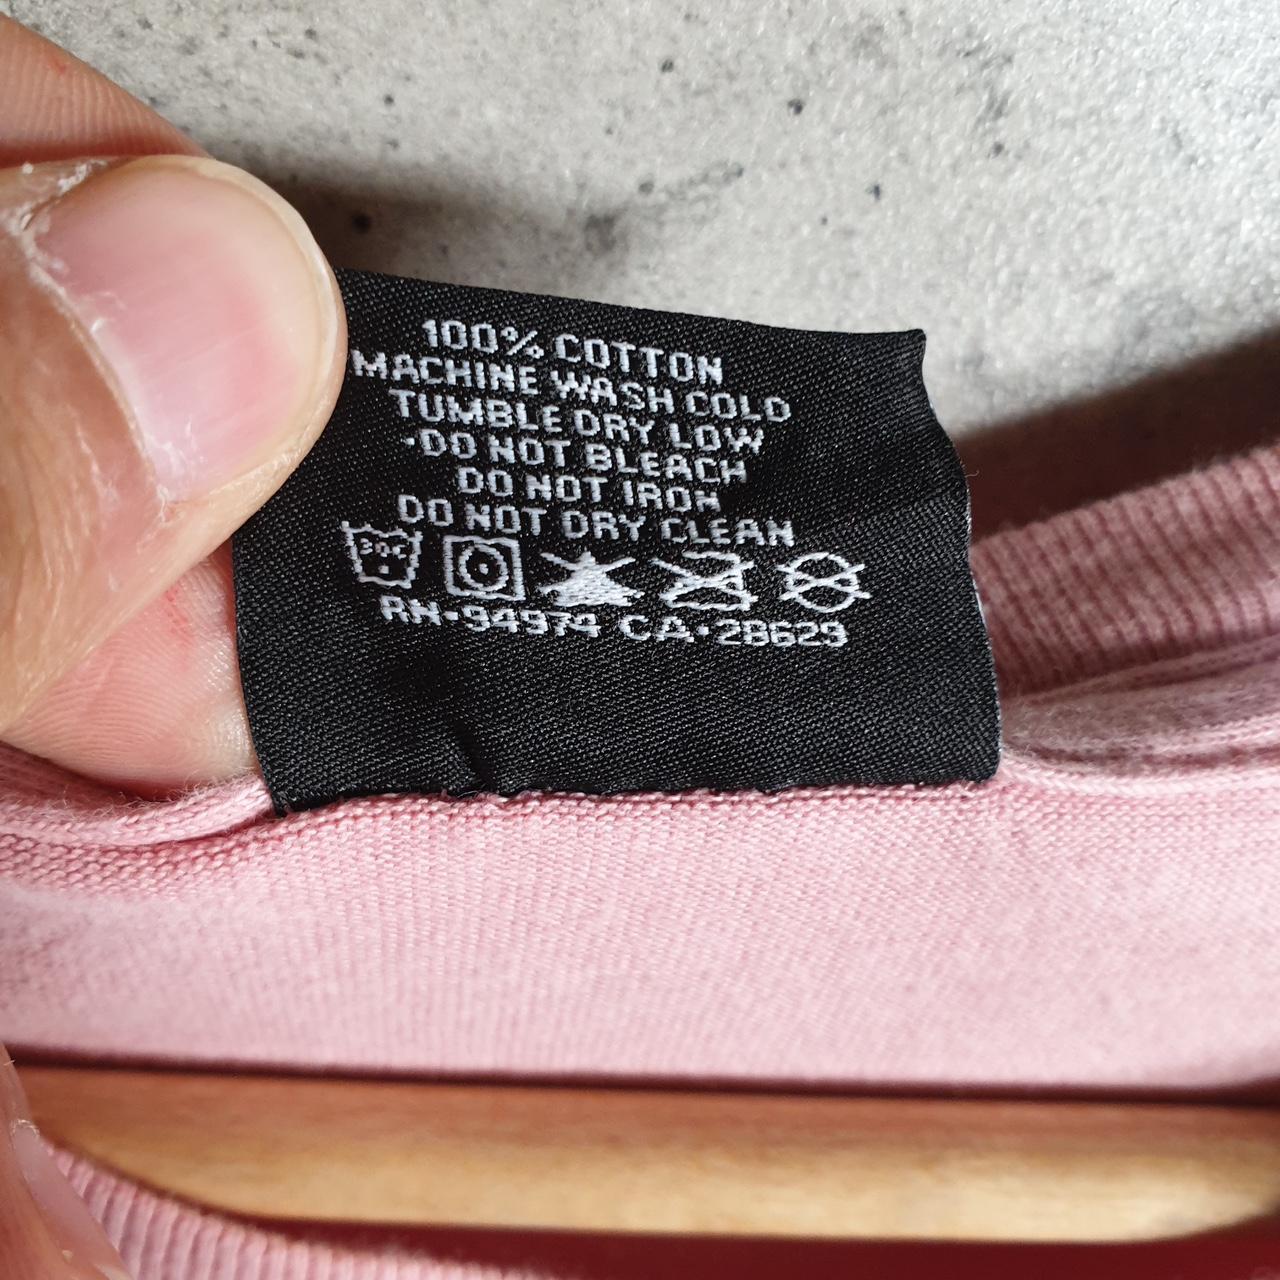 100% COTTON
MACHINE WASH COLD
TUMBLE DRY LOW
·DO NOT BLEACH
DO NOT IRON
DO NOT DRY CLEAN
30C
RN·94974 CA·28629